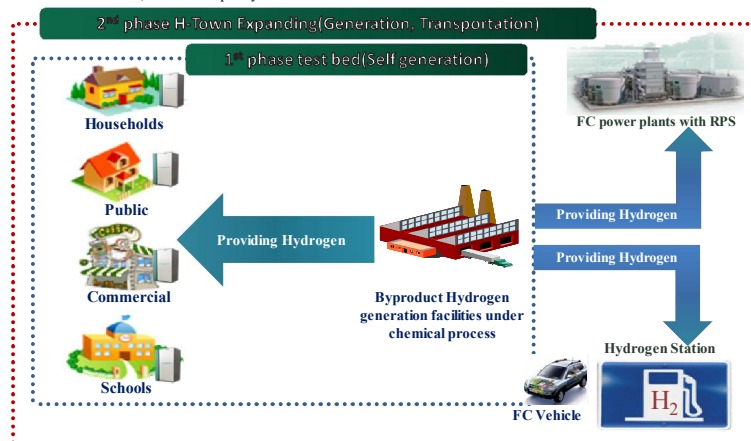 2nd phase H-Town Expanding(Generation, Transportation)
1st phase test bed(Self generation)
Households
FC power plants with RPS
Public
Providing Hydrogen
Providing Hydrogen
Providing Hydrogen
Commercial
Byproduct Hydrogen
generation facilities under
chemical process
Hydrogen Station
Schools
FC Vehicle
H2